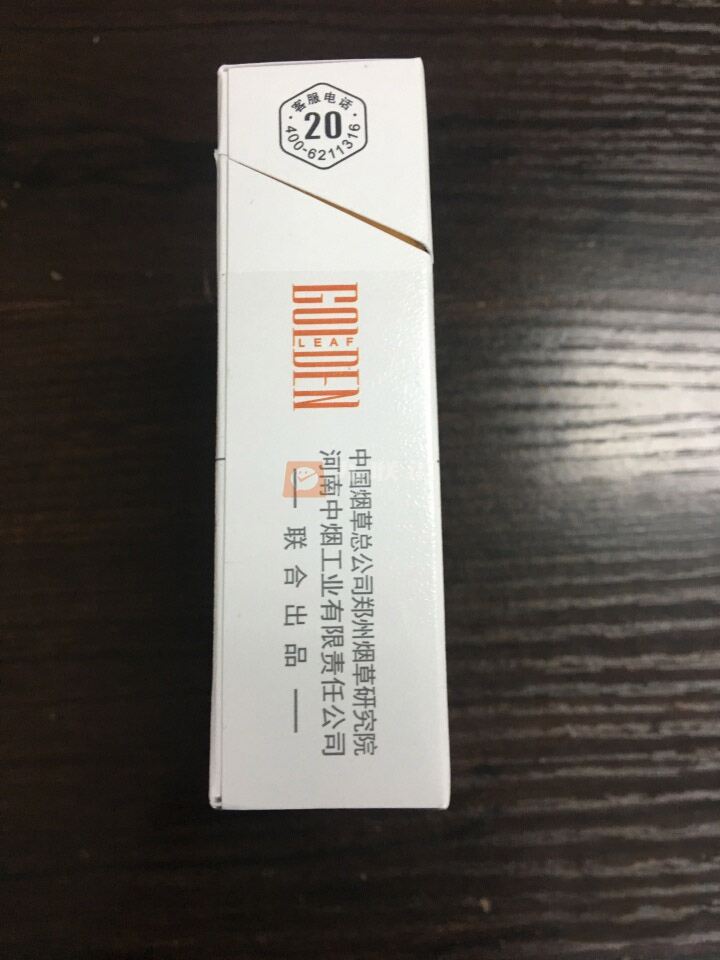 客服电话
20
400-6211316
GOLDEN
LEAF
中国烟草总公司郑州烟草研究院
河南中烟工业有限责任公司
联合出品